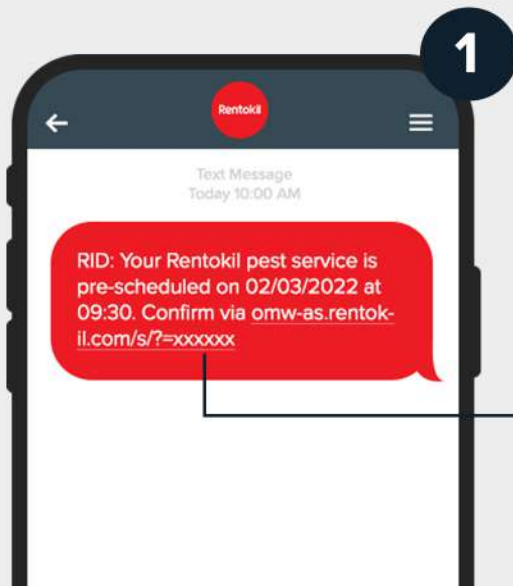 1
Rentokil
Text Message
Today 10:00 AM
RID: Your Rentokil pest service is
pre-scheduled on 02/03/2022 at
09:30. Confirm via omw-as.rentok-
il.com/s/?=xxxxxx